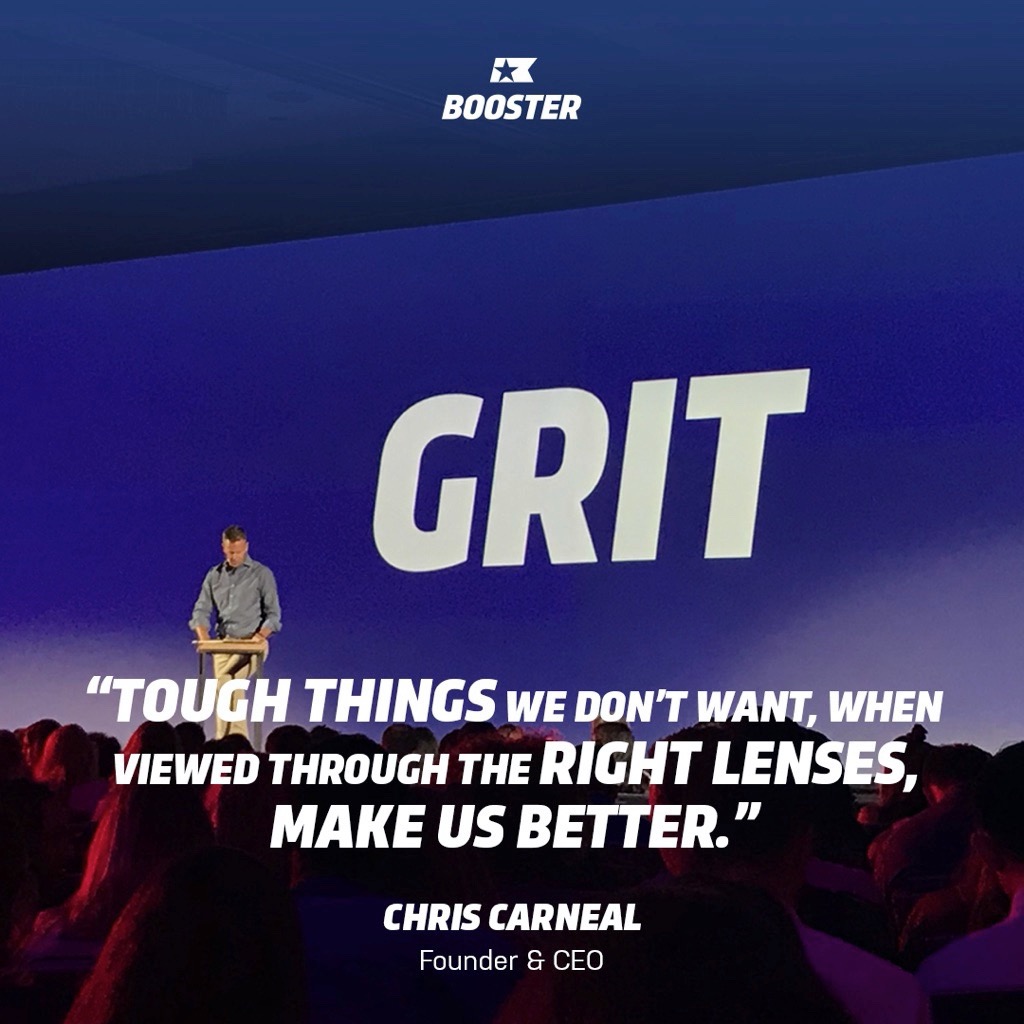 BOOSTER
GRIT
“TOUGH THINGS WE DON’T WANT, WHEN
VIEWED THROUGH THE RIGHT LENSES,
MAKE US BETTER.”
CHRIS CARNEAL
Founder & CEO